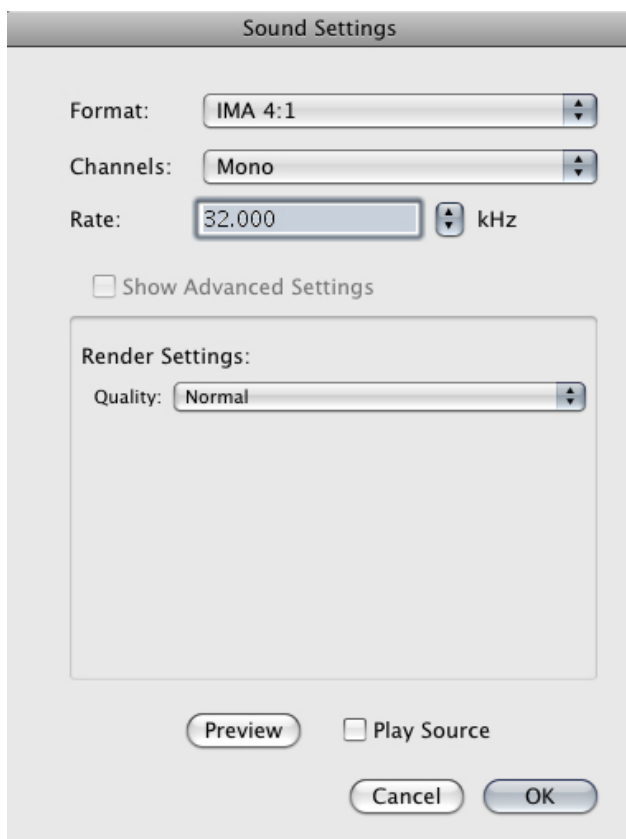 Sound Settings
Format: IMA 4:1
Channels: Mono
Rate: 32.000 kHz
Show Advanced Settings
Render Settings:
Quality: Normal
Preview Play Source
Cancel OK